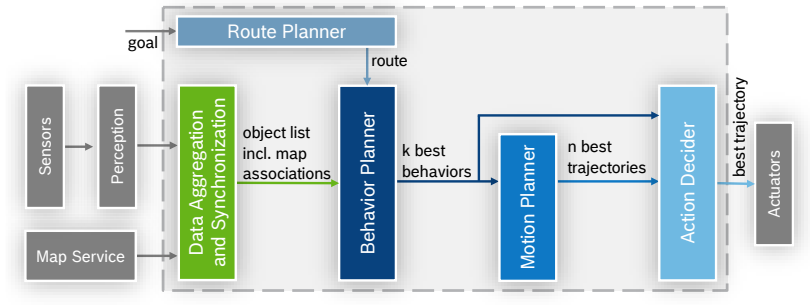 Route Planner
goal
route
Sensors
Perception
Map Service
Data Aggregation
and Synchronization
object list
incl. map
associations
Behavior Planner
k best
behaviors
Motion Planner
n best
trajectories
Action Decider
best trajectory
Actuators